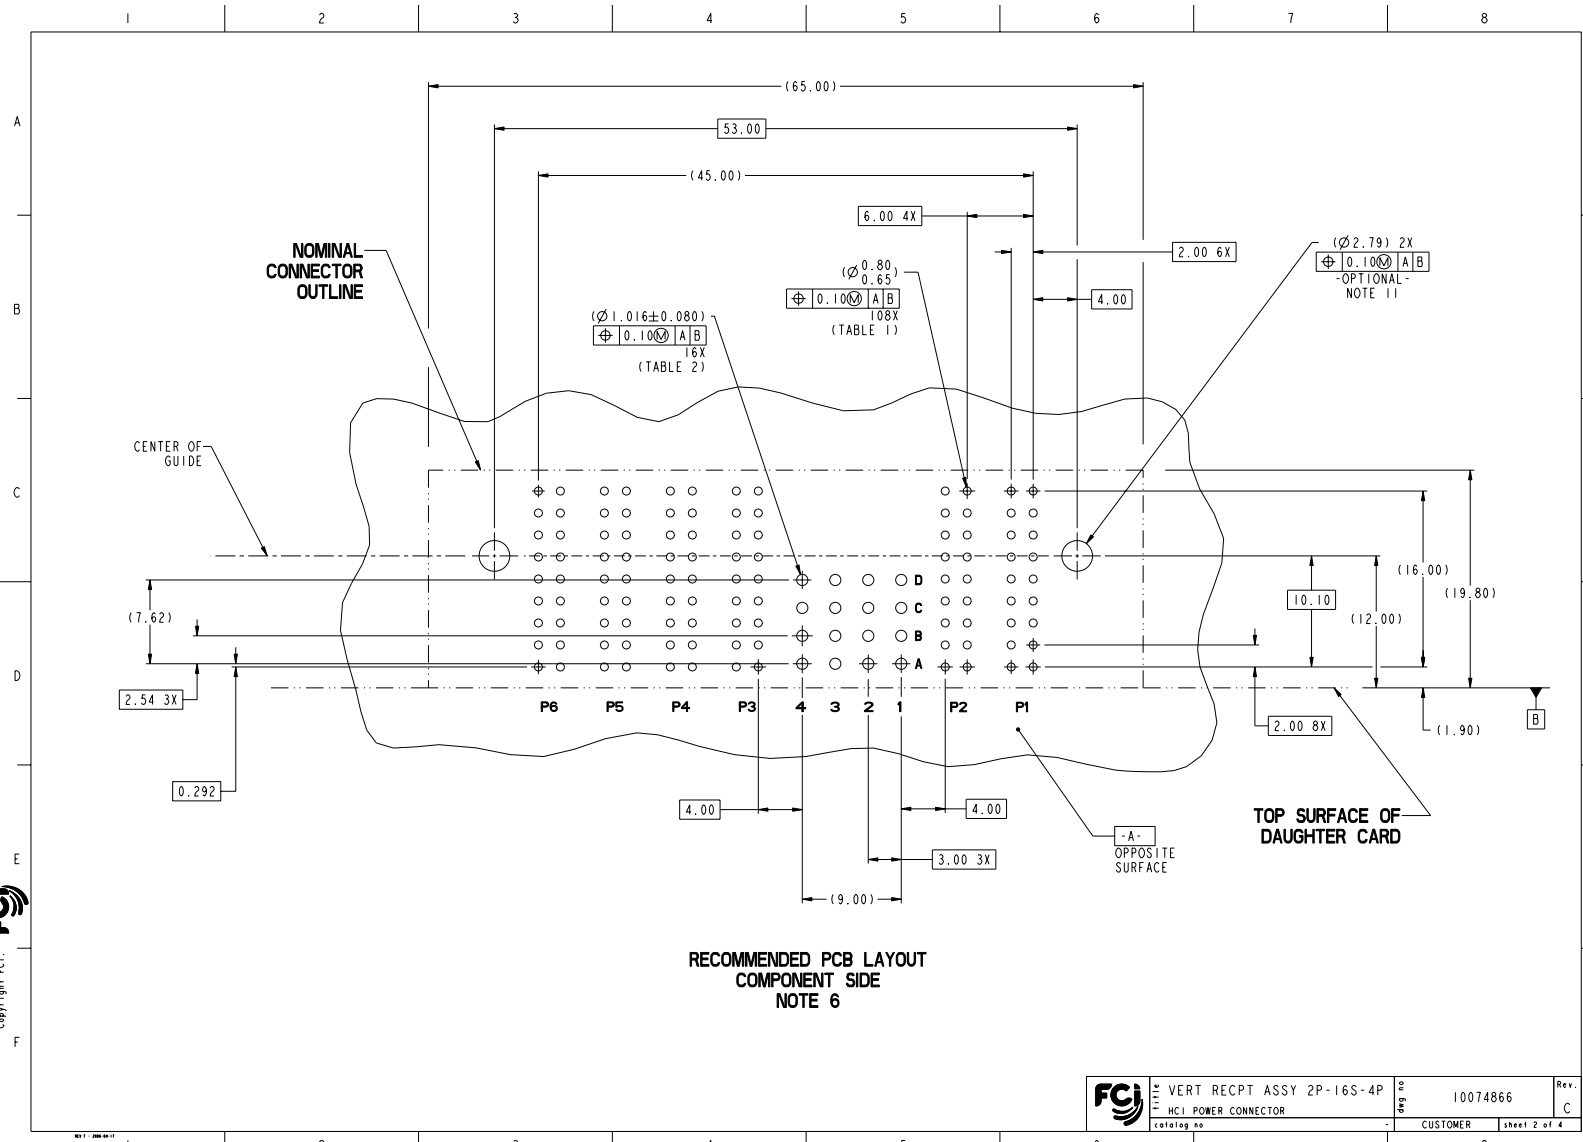 1 2 3 4 5 6 7 8
A
B
C
D
E
F
(65.00)
53.00
(45.00)
6.00 4X
2.00 6X
4.00
(Ø2.79) 2X
⌖ 0.10Ⓜ A B
-OPTIONAL-
NOTE 11
NOMINAL
CONNECTOR
OUTLINE
(Ø 0.80
0.65)
⌖ 0.10Ⓜ A B
108X
(TABLE 1)
(Ø1.016±0.080)
⌖ 0.10Ⓜ A B
16X
(TABLE 2)
CENTER OF
GUIDE
D
C
B
A
(7.62)
2.54 3X
0.292
10.10
(16.00)
(12.00)
(19.80)
P6 P5 P4 P3 4 3 2 1 P2 P1
2.00 8X
(1.90)
B
4.00
4.00
3.00 3X
(9.00)
-A-
OPPOSITE
SURFACE
TOP SURFACE OF
DAUGHTER CARD
RECOMMENDED PCB LAYOUT
COMPONENT SIDE
NOTE 6
Copyright FCI.
FCi
FCi
title
VERT RECPT ASSY 2P-16S-4P
HCI POWER CONNECTOR
catalog no -
dwg no
10074866
Rev.
C
CUSTOMER
sheet 2 of 4